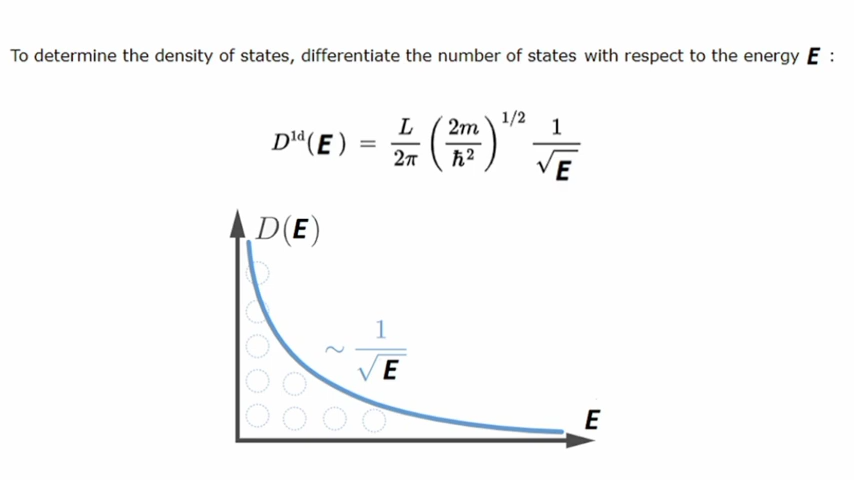 To determine the density of states, differentiate the number of states with respect to the energy E :
D¹ᵈ(E) = L/2π (2m/ħ²)^1/2 1/√E
D(E)
~ 1/√E
E